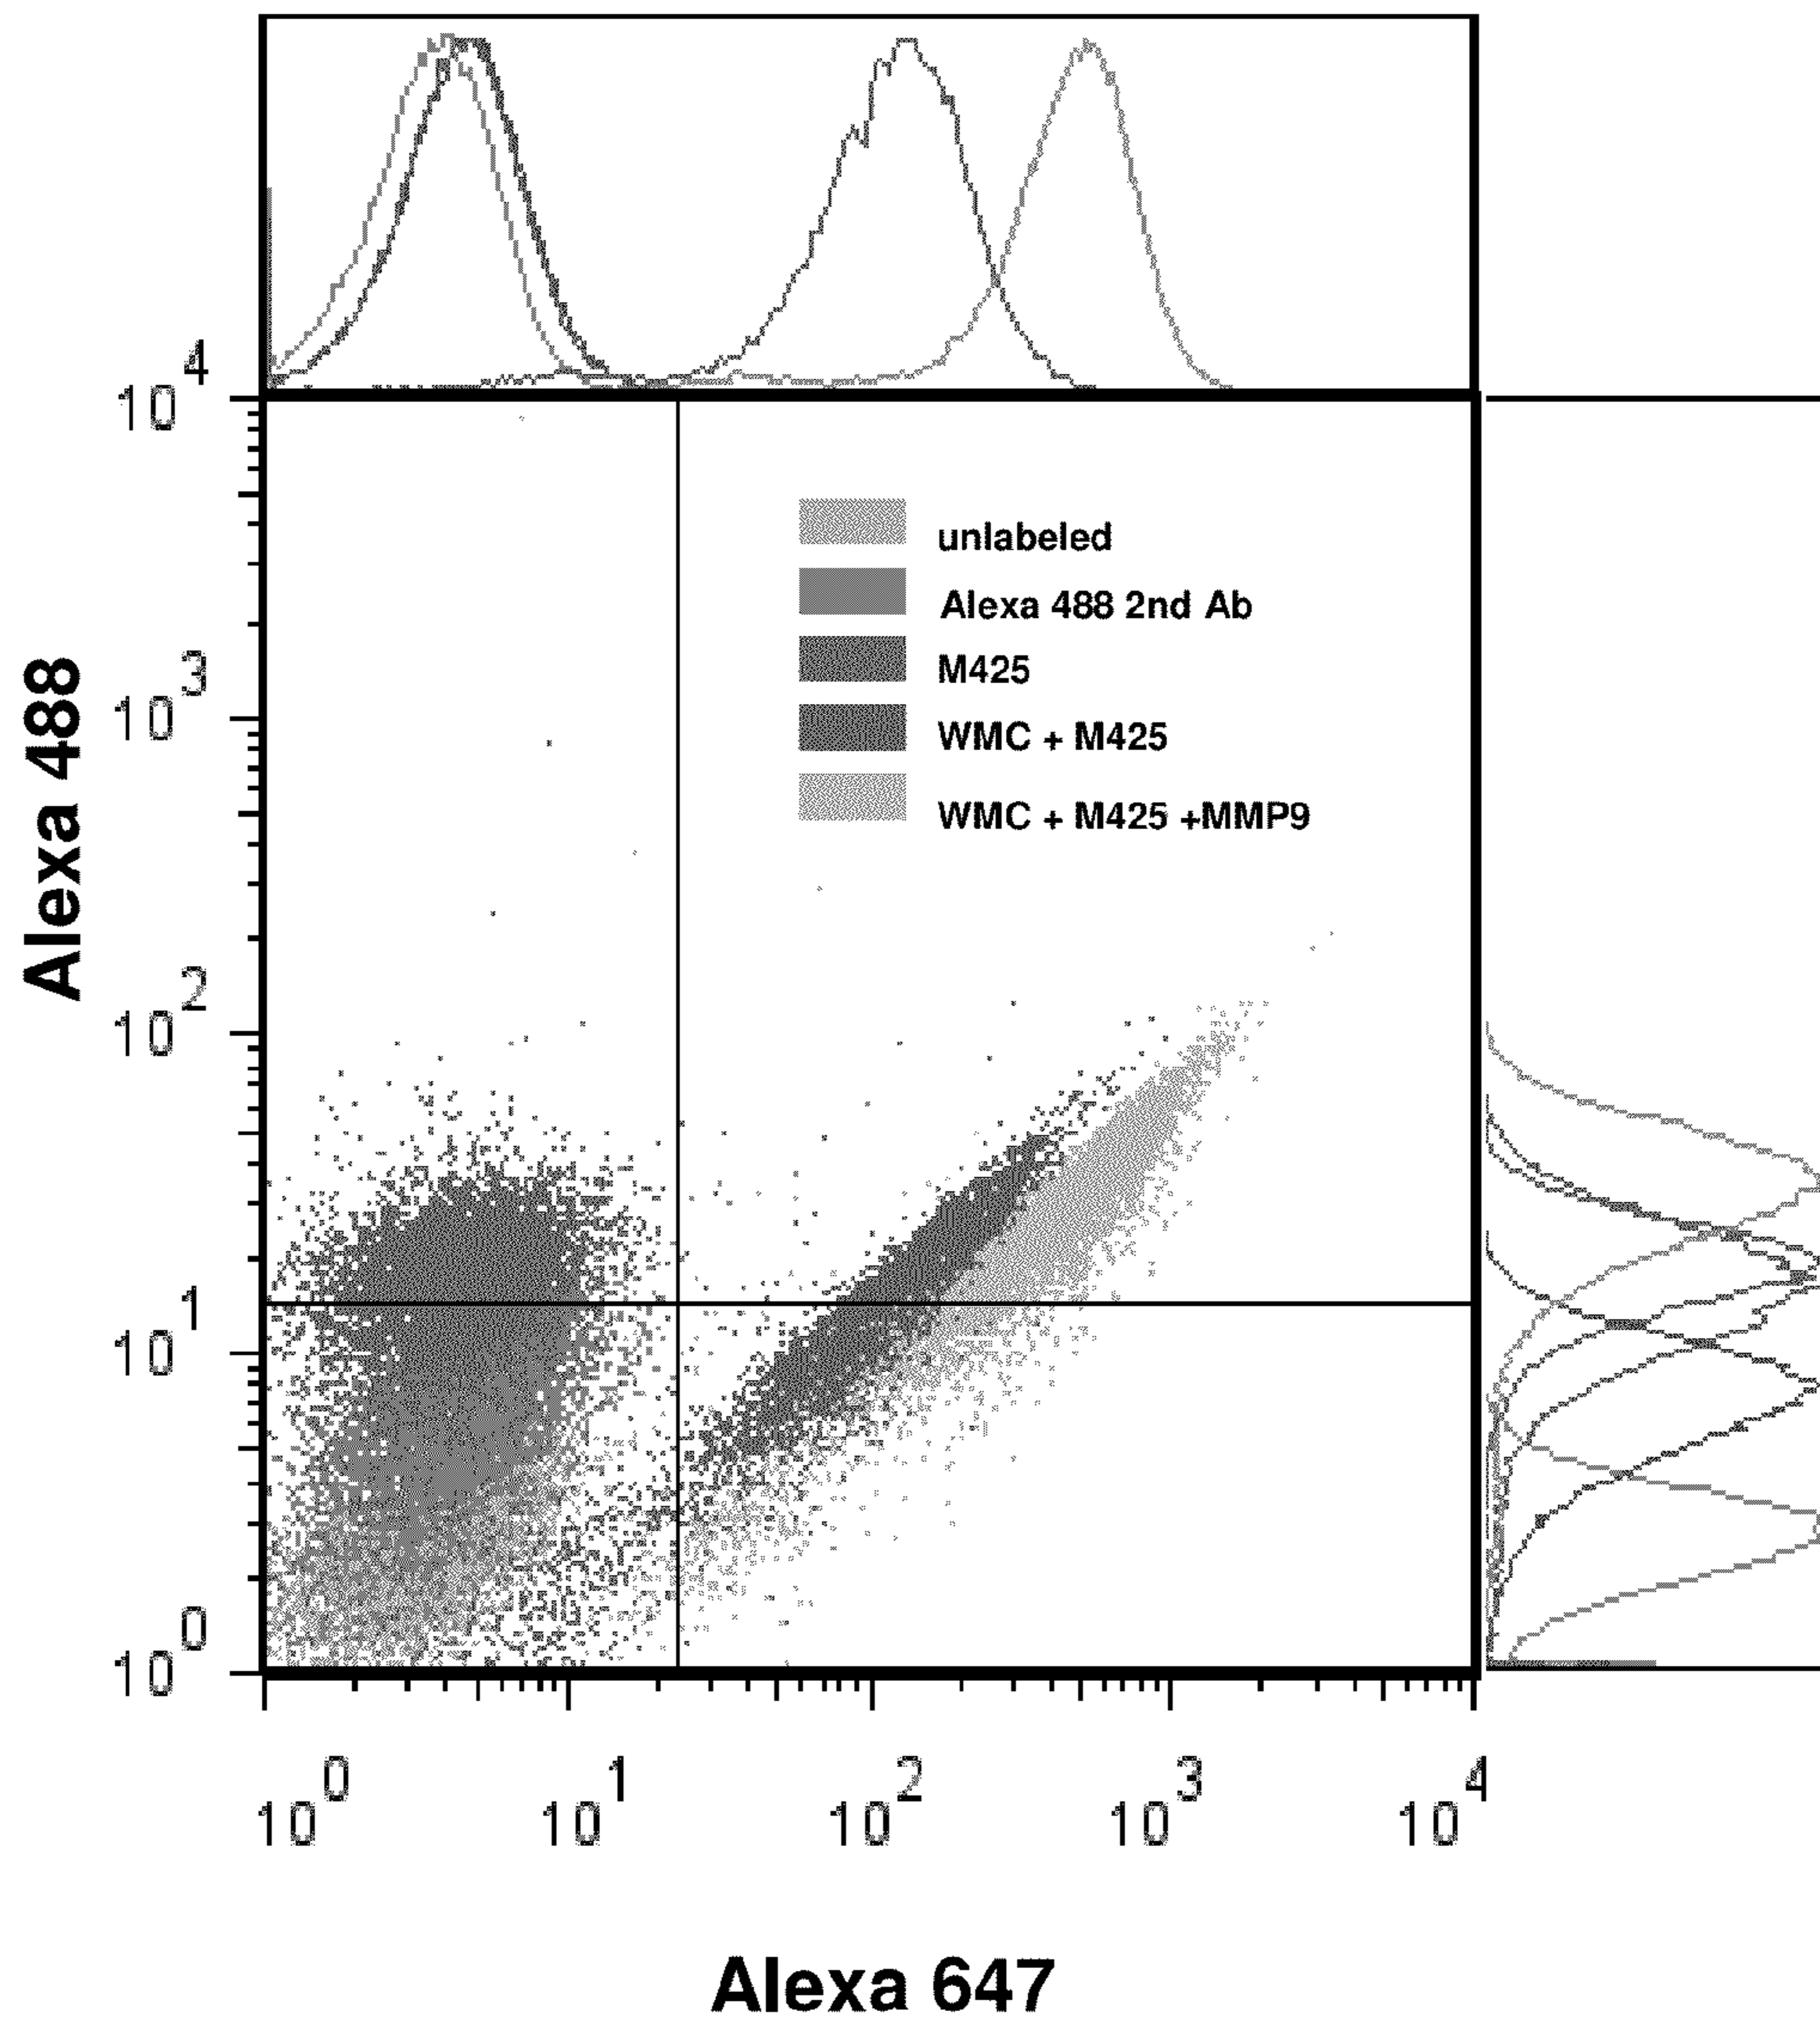 10^4
10^3
10^2
10^1
10^0
Alexa 488
unlabeled
Alexa 488 2nd Ab
M425
WMC + M425
WMC + M425 +MMP9
10^0 10^1 10^2 10^3 10^4
Alexa 647